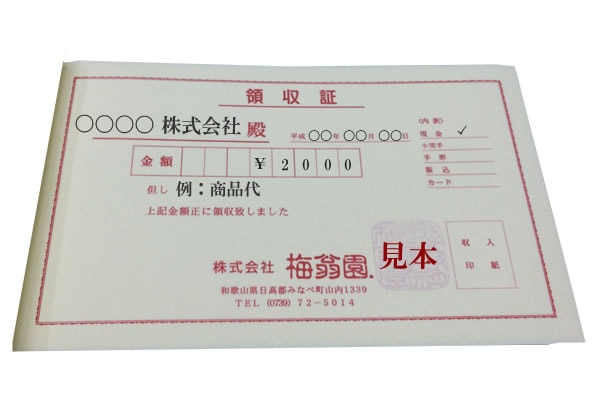 領収証
○○○○ 株式会社 殿
平成○○年○○月○○日
金額 ¥2000
但し 例：商品代
上記金額正に領収致しました
(内訳)
現金 ✓
小切手
手形
振込
カード
株式会社 梅翁園.
見本
和歌山県日高郡みなべ町山内1339
TEL (0739) 72-5014
収入
印紙